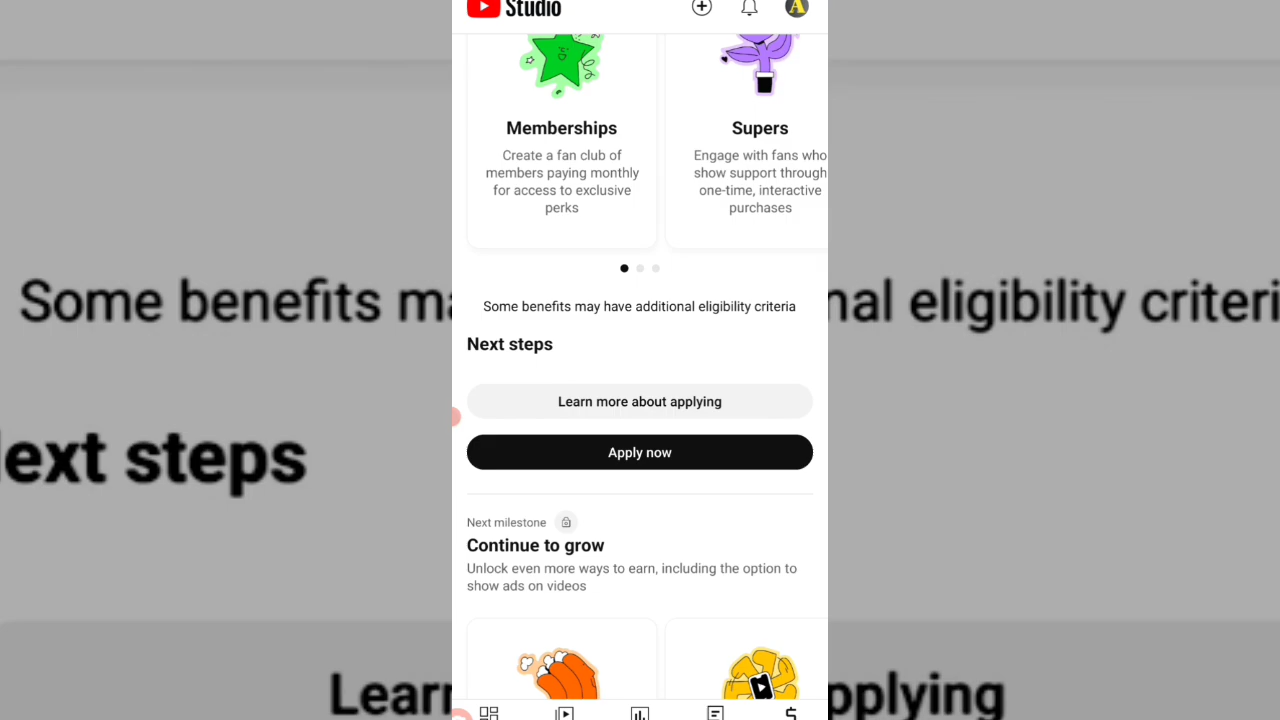 Studio
A
Memberships
Create a fan club of
members paying monthly
for access to exclusive
perks
Supers
Engage with fans who
show support through
one-time, interactive
purchases
Some benefits may have additional eligibility criteria
Next steps
Learn more about applying
Apply now
Next milestone
Continue to grow
Unlock even more ways to earn, including the option to
show ads on videos